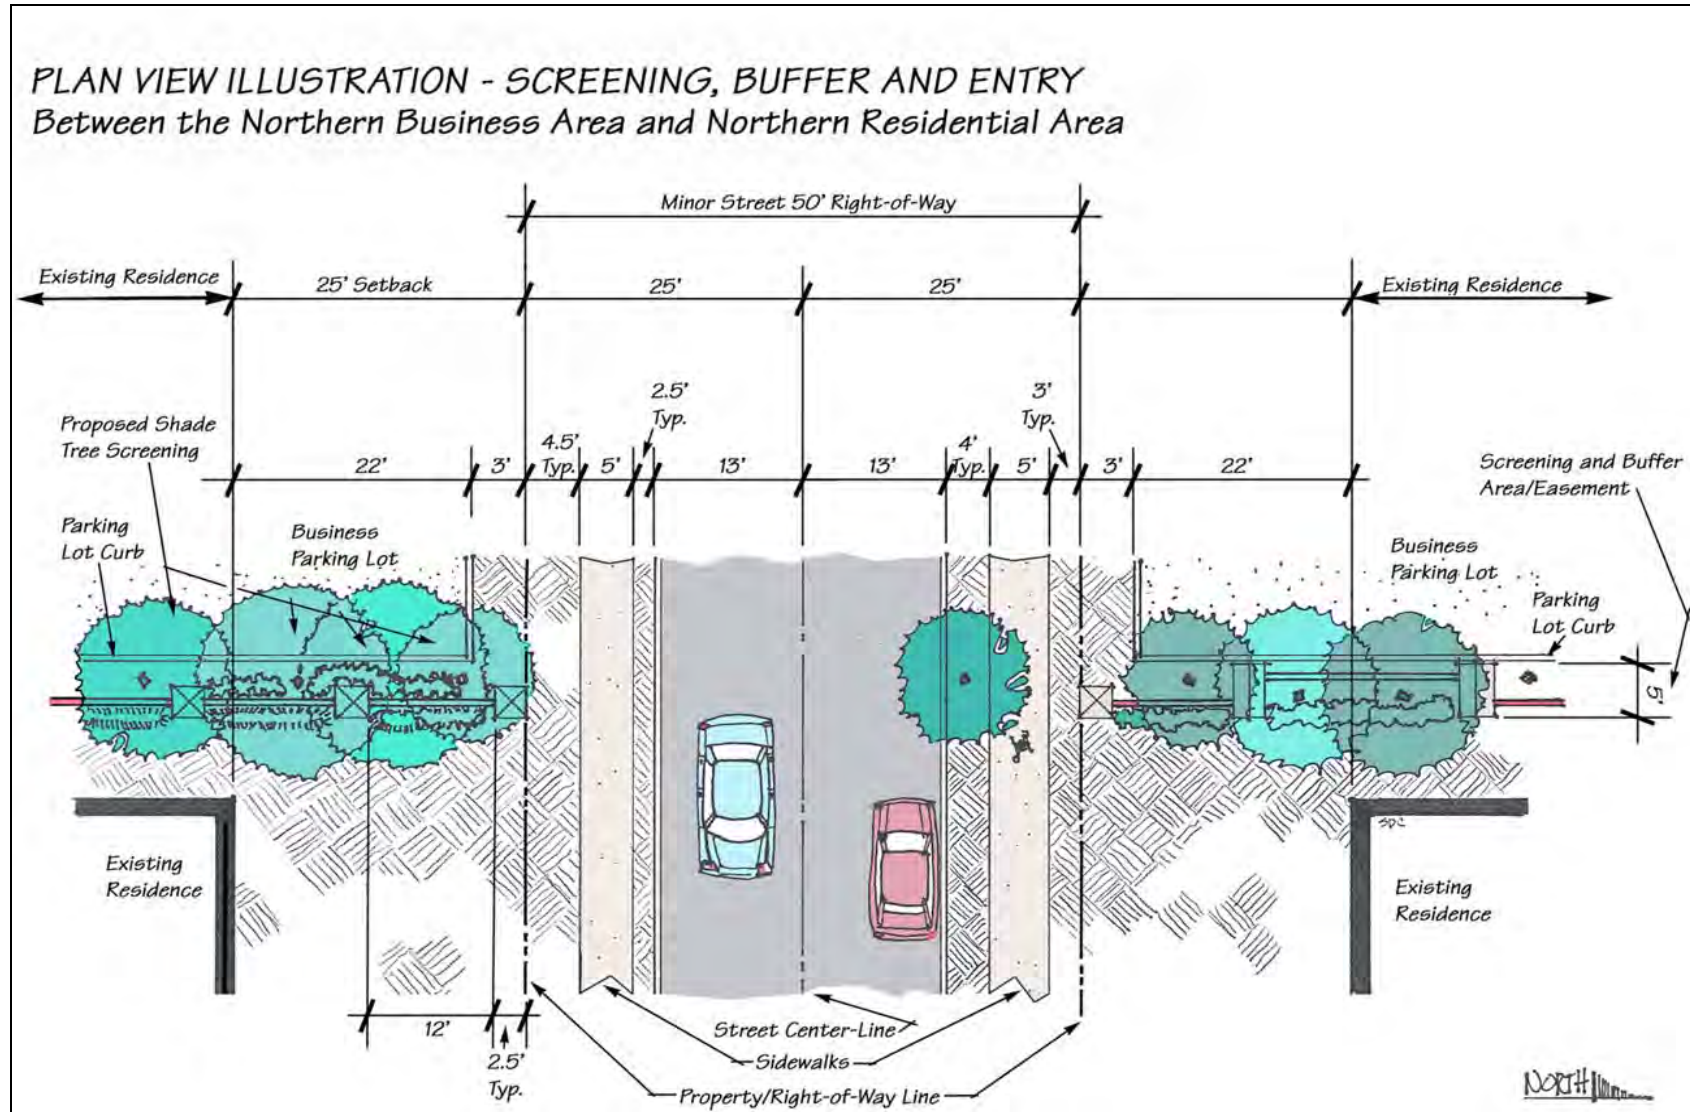 PLAN VIEW ILLUSTRATION - SCREENING, BUFFER AND ENTRY
Between the Northern Business Area and Northern Residential Area
Minor Street 50' Right-of-Way
Existing Residence
25' Setback
25'
25'
Existing Residence
2.5'
Typ.
3'
Typ.
Proposed Shade
Tree Screening
22'
3'
4.5'
Typ.
5'
13'
13'
4'
Typ.
5'
3'
22'
Screening and Buffer
Area/Easement
Parking
Lot Curb
Business
Parking Lot
Business
Parking Lot
Parking
Lot Curb
5'
SDC
Existing
Residence
Existing
Residence
12'
2.5'
Typ.
Street Center-Line
Sidewalks
Property/Right-of-Way Line
NORTH